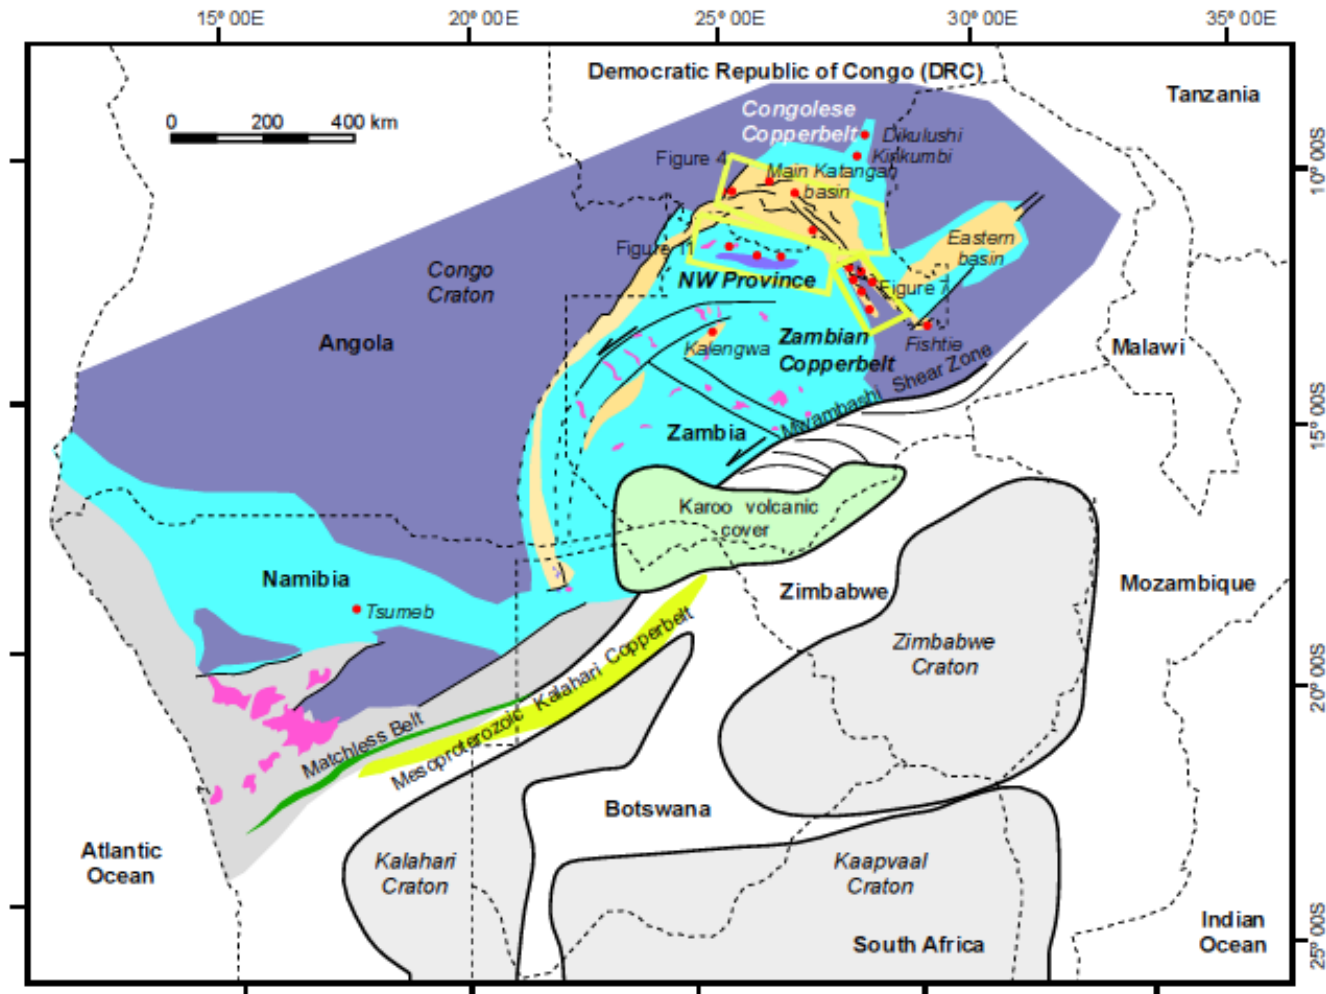 15° 00E
20° 00E
25° 00E
30° 00E
35° 00E
Democratic Republic of Congo (DRC)
Tanzania
0
200
400 km
Congolese
Copperbelt
Dikulushi
Kinkumbi
Figure 4
Main Katangan
basin
10° 00S
Figure 11
Eastern
basin
Congo
Craton
NW Province
Figure 7
Angola
Zambian
Copperbelt
Kalengwa
Fishtie
Malawi
Mwambashi Shear Zone
Zambia
15° 00S
Karoo volcanic
cover
Namibia
Zimbabwe
Mozambique
Tsumeb
Zimbabwe
Craton
20° 00S
Matchless Belt
Mesoproterozoic Kalahari Copperbelt
Botswana
Atlantic
Ocean
Kalahari
Craton
Kaapvaal
Craton
South Africa
Indian
Ocean
25° 00S